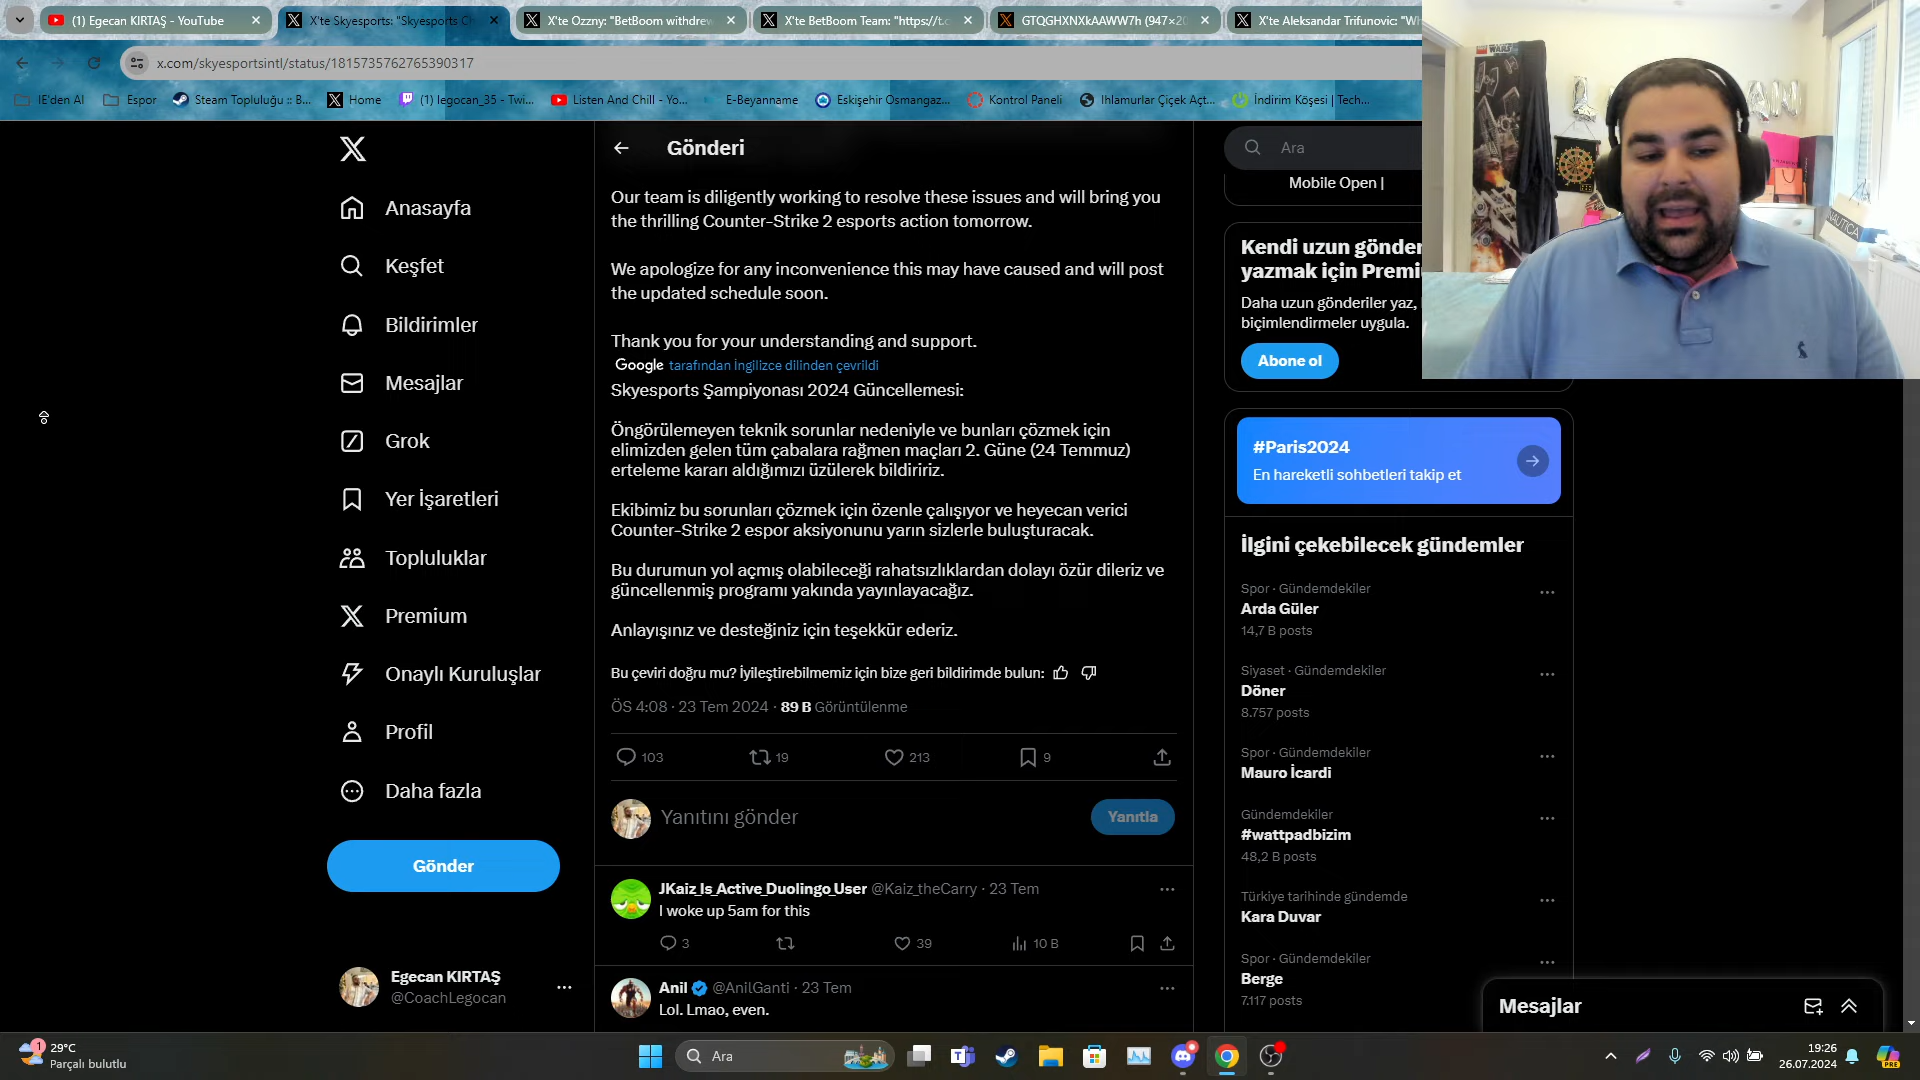 (1) Egecan KIRTAŞ - YouTube
X'te Skyesports: "Skyesports C
X'te Ozzny: "BetBoom withdrew
X'te BetBoom Team: "https://t.c
GTQGHXNXkAAWW7h (947×20
X'te Aleksandar Trifunovic: "Wh
x.com/skyesportsintl/status/1815735762765390317
IE'den Al
Espor
Steam Topluluğu :: B...
Home
(1) legocan_35 - Twi...
Listen And Chill - Yo...
E-Beyanname
Eskişehir Osmangaz...
Kontrol Paneli
Ihlamurlar Çiçek Açt...
İndirim Köşesi | Tech...
Anasayfa
Keşfet
Bildirimler
Mesajlar
Grok
Yer İşaretleri
Topluluklar
Premium
Onaylı Kuruluşlar
Profil
Daha fazla
Gönder
Egecan KIRTAŞ
@CoachLegocan
Gönderi
Our team is diligently working to resolve these issues and will bring you
the thrilling Counter-Strike 2 esports action tomorrow.
We apologize for any inconvenience this may have caused and will post
the updated schedule soon.
Thank you for your understanding and support.
Google tarafından İngilizce dilinden çevrildi
Skyesports Şampiyonası 2024 Güncellemesi:
Öngörülemeyen teknik sorunlar nedeniyle ve bunları çözmek için
elimizden gelen tüm çabalara rağmen maçları 2. Güne (24 Temmuz)
erteleme kararı aldığımızı üzülerek bildiririz.
Ekibimiz bu sorunları çözmek için özenle çalışıyor ve heyecan verici
Counter-Strike 2 espor aksiyonunu yarın sizlerle buluşturacak.
Bu durumun yol açmış olabileceği rahatsızlıklardan dolayı özür dileriz ve
güncellenmiş programı yakında yayınlayacağız.
Anlayışınız ve desteğiniz için teşekkür ederiz.
Bu çeviri doğru mu? İyileştirebilmemiz için bize geri bildirimde bulun:
ÖS 4:08 · 23 Tem 2024 · 89 B Görüntülenme
103
19
213
9
Yanıtını gönder
Yanıtla
JKaiz_Is_Active_Duolingo_User @Kaiz_theCarry · 23 Tem
I woke up 5am for this
3
39
10 B
Anil @AnilGanti · 23 Tem
Lol. Lmao, even.
Ara
Mobile Open |
Kendi uzun gönder
yazmak için Premi
Daha uzun gönderiler yaz,
biçimlendirmeler uygula.
Abone ol
#Paris2024
En hareketli sohbetleri takip et
İlgini çekebilecek gündemler
Spor · Gündemdekiler
Arda Güler
14,7 B posts
Siyaset · Gündemdekiler
Döner
8.757 posts
Spor · Gündemdekiler
Mauro İcardi
Gündemdekiler
#wattpadbizim
48,2 B posts
Türkiye tarihinde gündemde
Kara Duvar
Spor · Gündemdekiler
Berge
7.117 posts
Mesajlar
NAUTICA
1
29°C
Parçalı bulutlu
Ara
19:26
26.07.2024
PRE